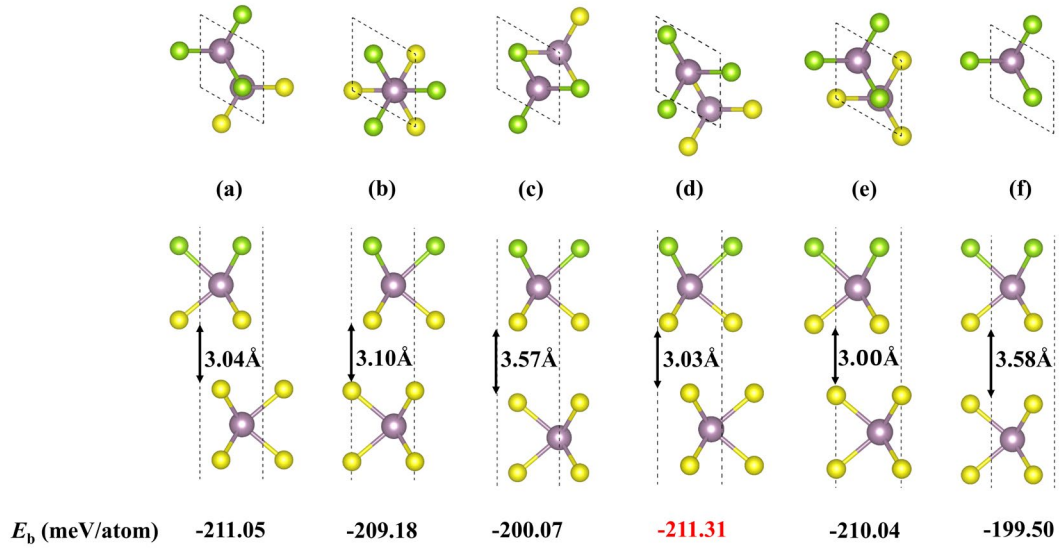 (a) (b) (c) (d) (e) (f)
3.04Å 3.10Å 3.57Å 3.03Å 3.00Å 3.58Å
E_b (meV/atom) -211.05 -209.18 -200.07 -211.31 -210.04 -199.50